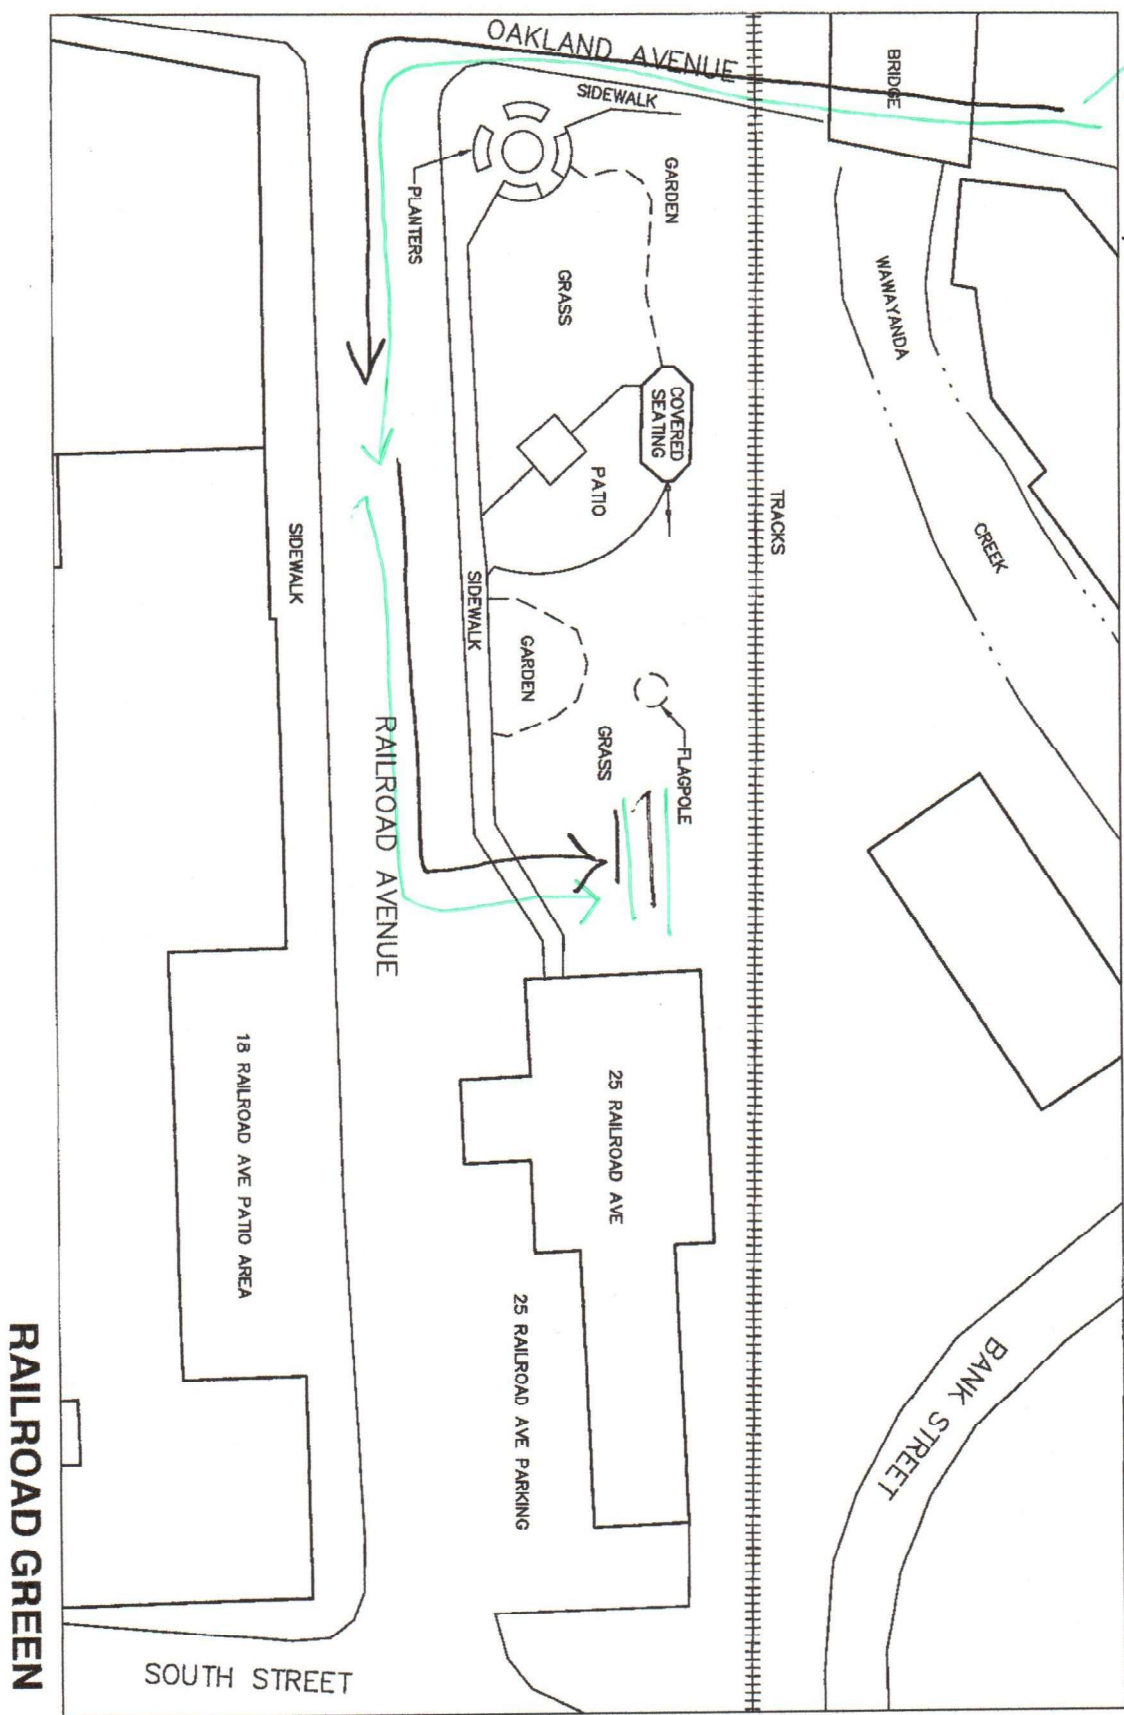 OAKLAND AVENUE
BRIDGE
SIDEWALK
PLANTERS
GARDEN
GRASS
WAWAYANDA
CREEK
COVERED
SEATING
PATIO
TRACKS
SIDEWALK
SIDEWALK
GARDEN
FLAGPOLE
GRASS
RAILROAD AVENUE
25 RAILROAD AVE
18 RAILROAD AVE PATIO AREA
25 RAILROAD AVE PARKING
BANK STREET
SOUTH STREET
RAILROAD GREEN